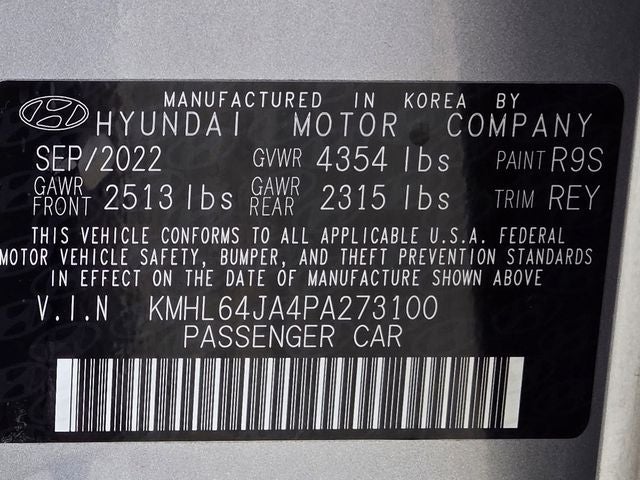 MANUFACTURED IN KOREA BY
HYUNDAI MOTOR COMPANY
SEP/2022 GVWR 4354 lbs PAINT R9S
GAWR FRONT 2513 lbs GAWR REAR 2315 lbs TRIM REY
THIS VEHICLE CONFORMS TO ALL APPLICABLE U.S.A. FEDERAL
MOTOR VEHICLE SAFETY, BUMPER, AND THEFT PREVENTION STANDARDS
IN EFFECT ON THE DATE OF MANUFACTURE SHOWN ABOVE
V.I.N KMHL64JA4PA273100
PASSENGER CAR